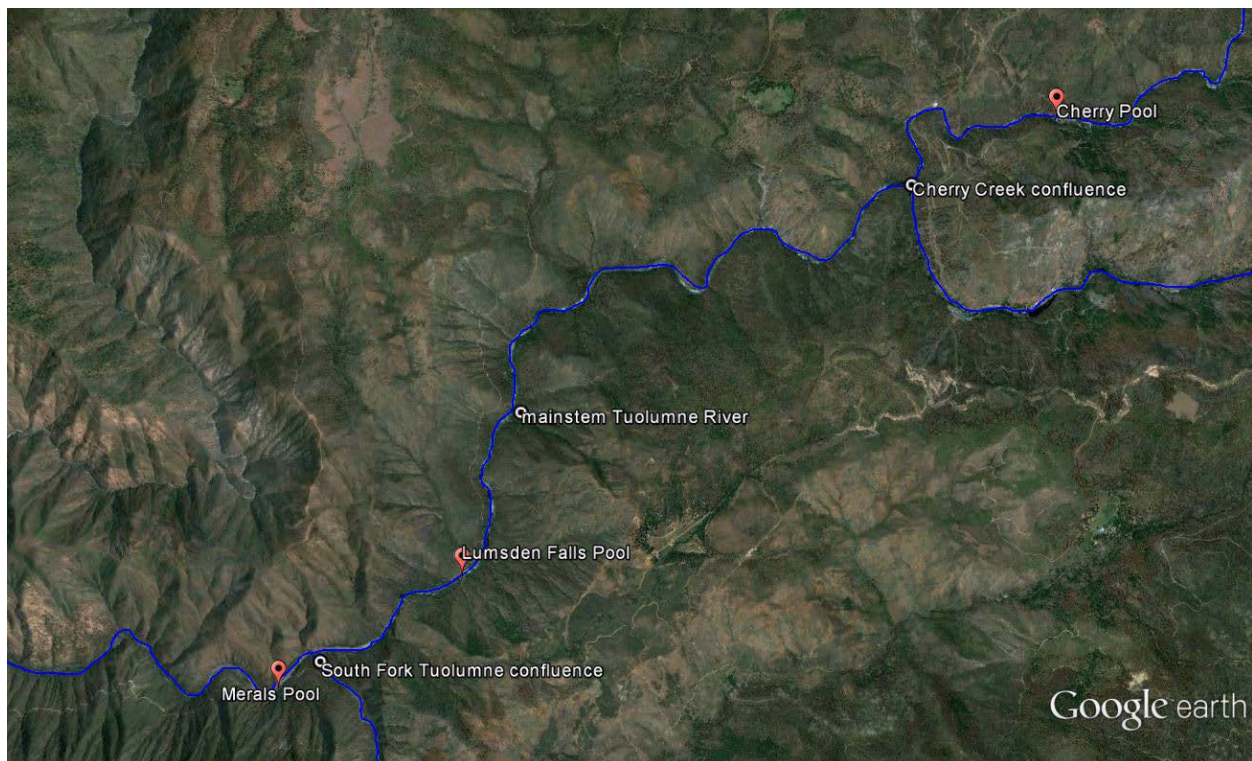 Cherry Pool
Cherry Creek confluence
mainstem Tuolumne River
Lumsden Falls Pool
South Fork Tuolumne confluence
Merals Pool
Google earth